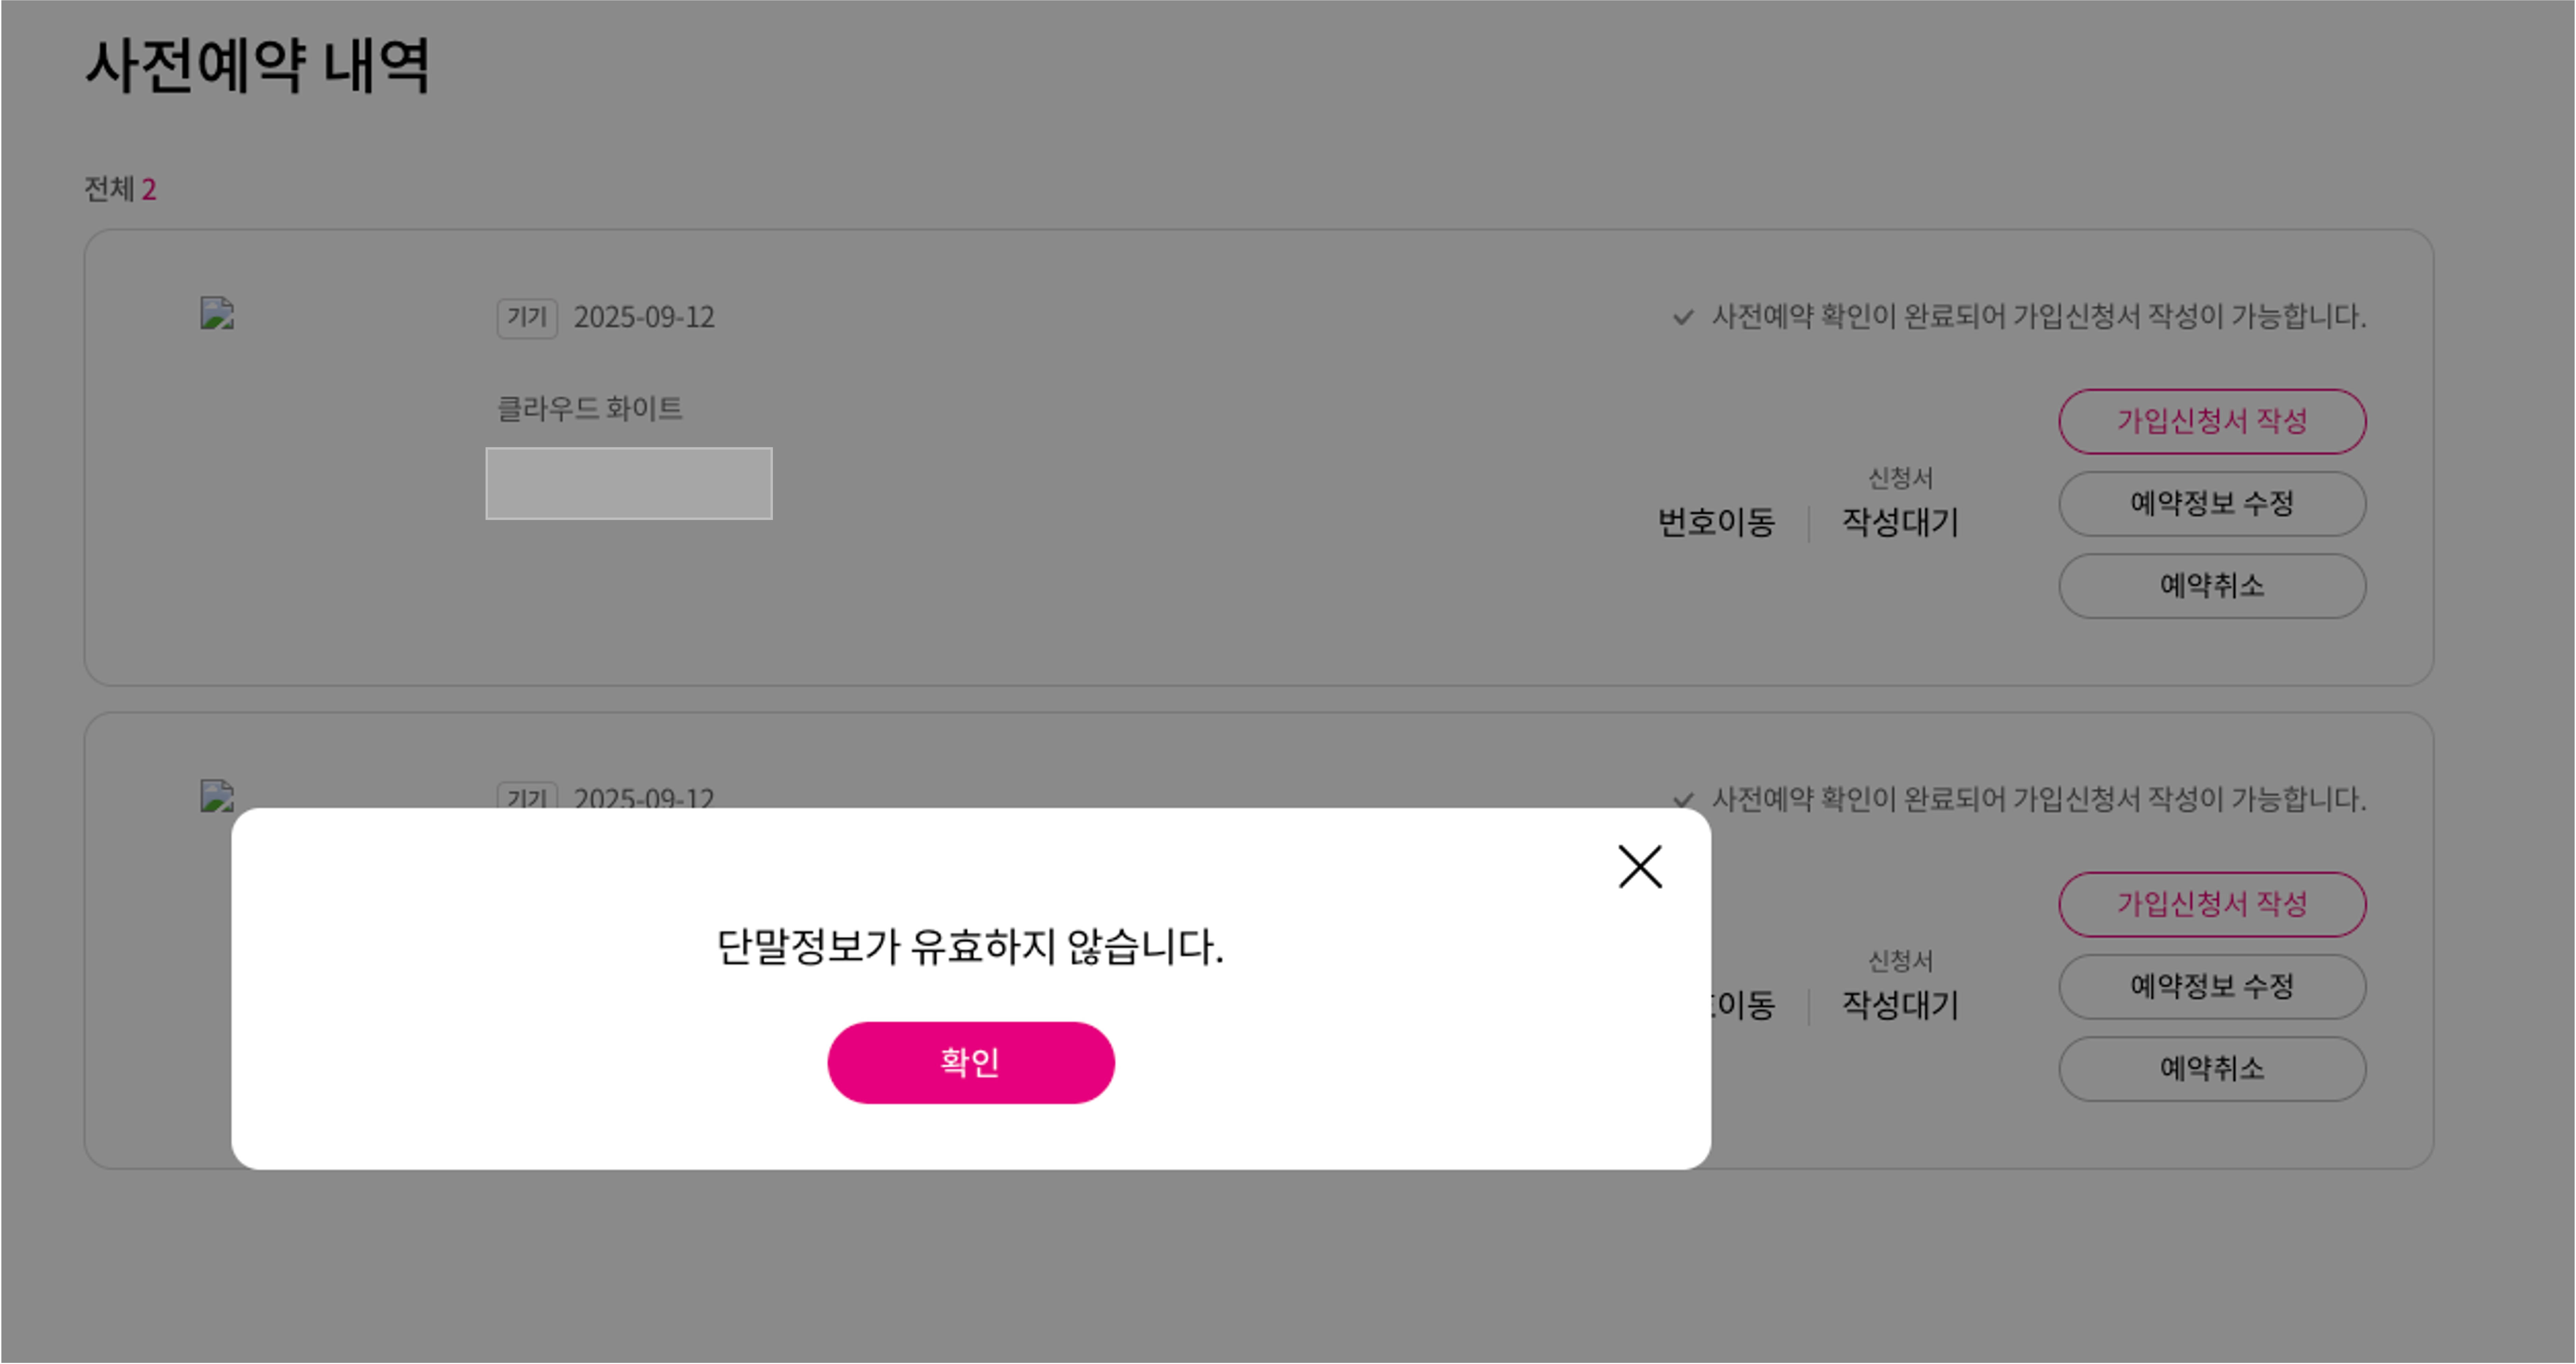 사전예약 내역
전체 2
기기 2025-09-12
사전예약 확인이 완료되어 가입신청서 작성이 가능합니다.
클라우드 화이트
가입신청서 작성
신청서
번호이동 작성대기
예약정보 수정
예약취소
기기 2025-09-12
사전예약 확인이 완료되어 가입신청서 작성이 가능합니다.
단말정보가 유효하지 않습니다.
확인
가입신청서 작성
신청서
이동 작성대기
예약정보 수정
예약취소